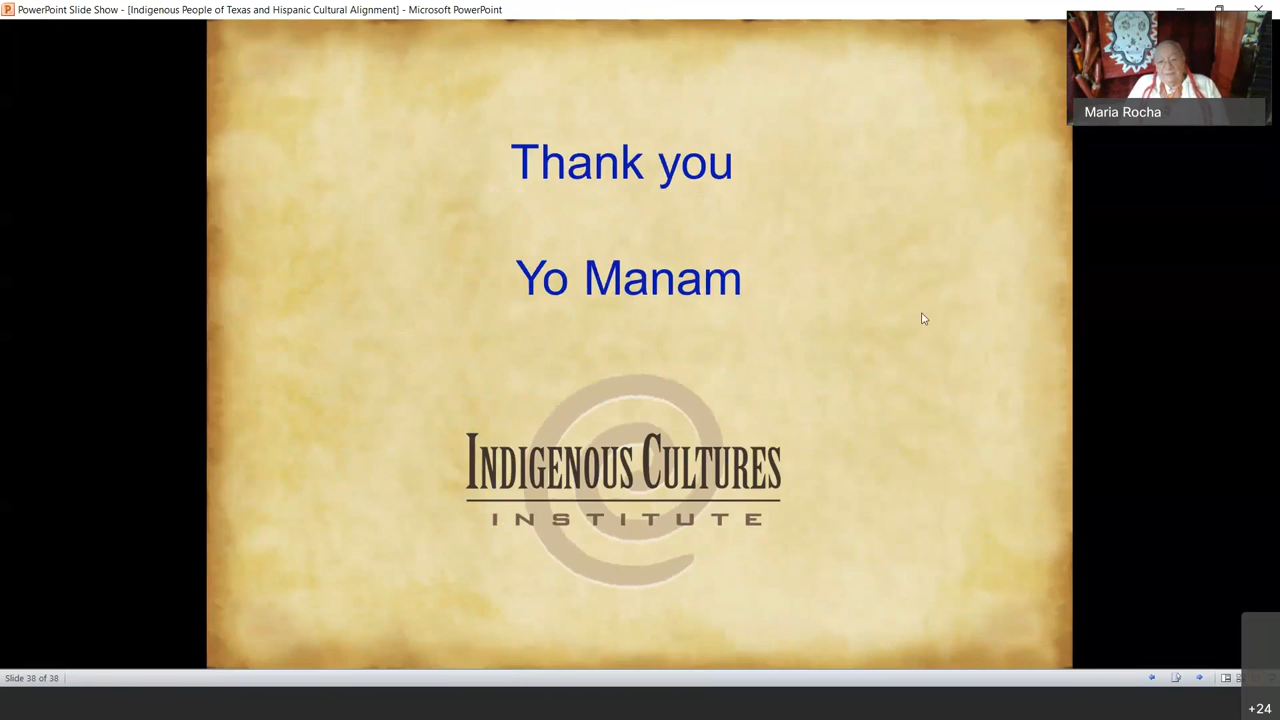 PowerPoint Slide Show - [Indigenous People of Texas and Hispanic Cultural Alignment] - Microsoft PowerPoint
Maria Rocha
Thank you
Yo Manam
INDIGENOUS CULTURES
INSTITUTE
Slide 38 of 38
+24